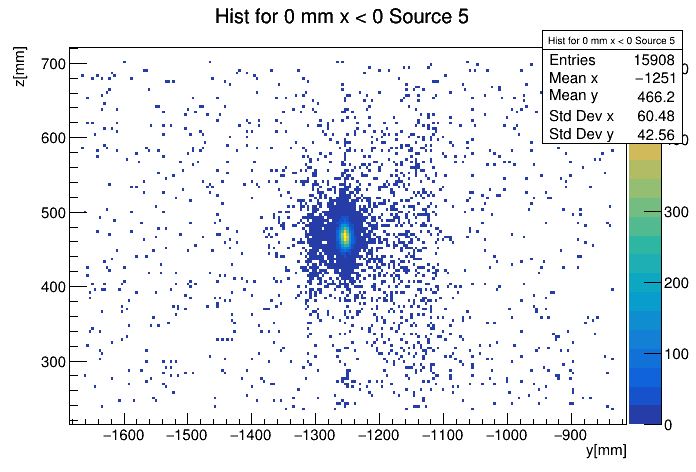 Hist for 0 mm x < 0 Source 5
z[mm]
Hist for 0 mm x < 0 Source 5
Entries 15908
Mean x −1251
Mean y 466.2
Std Dev x 60.48
Std Dev y 42.56
700
600
500
400
300
0
0
300
200
100
0
−1600 −1500 −1400 −1300 −1200 −1100 −1000 −900
y[mm]